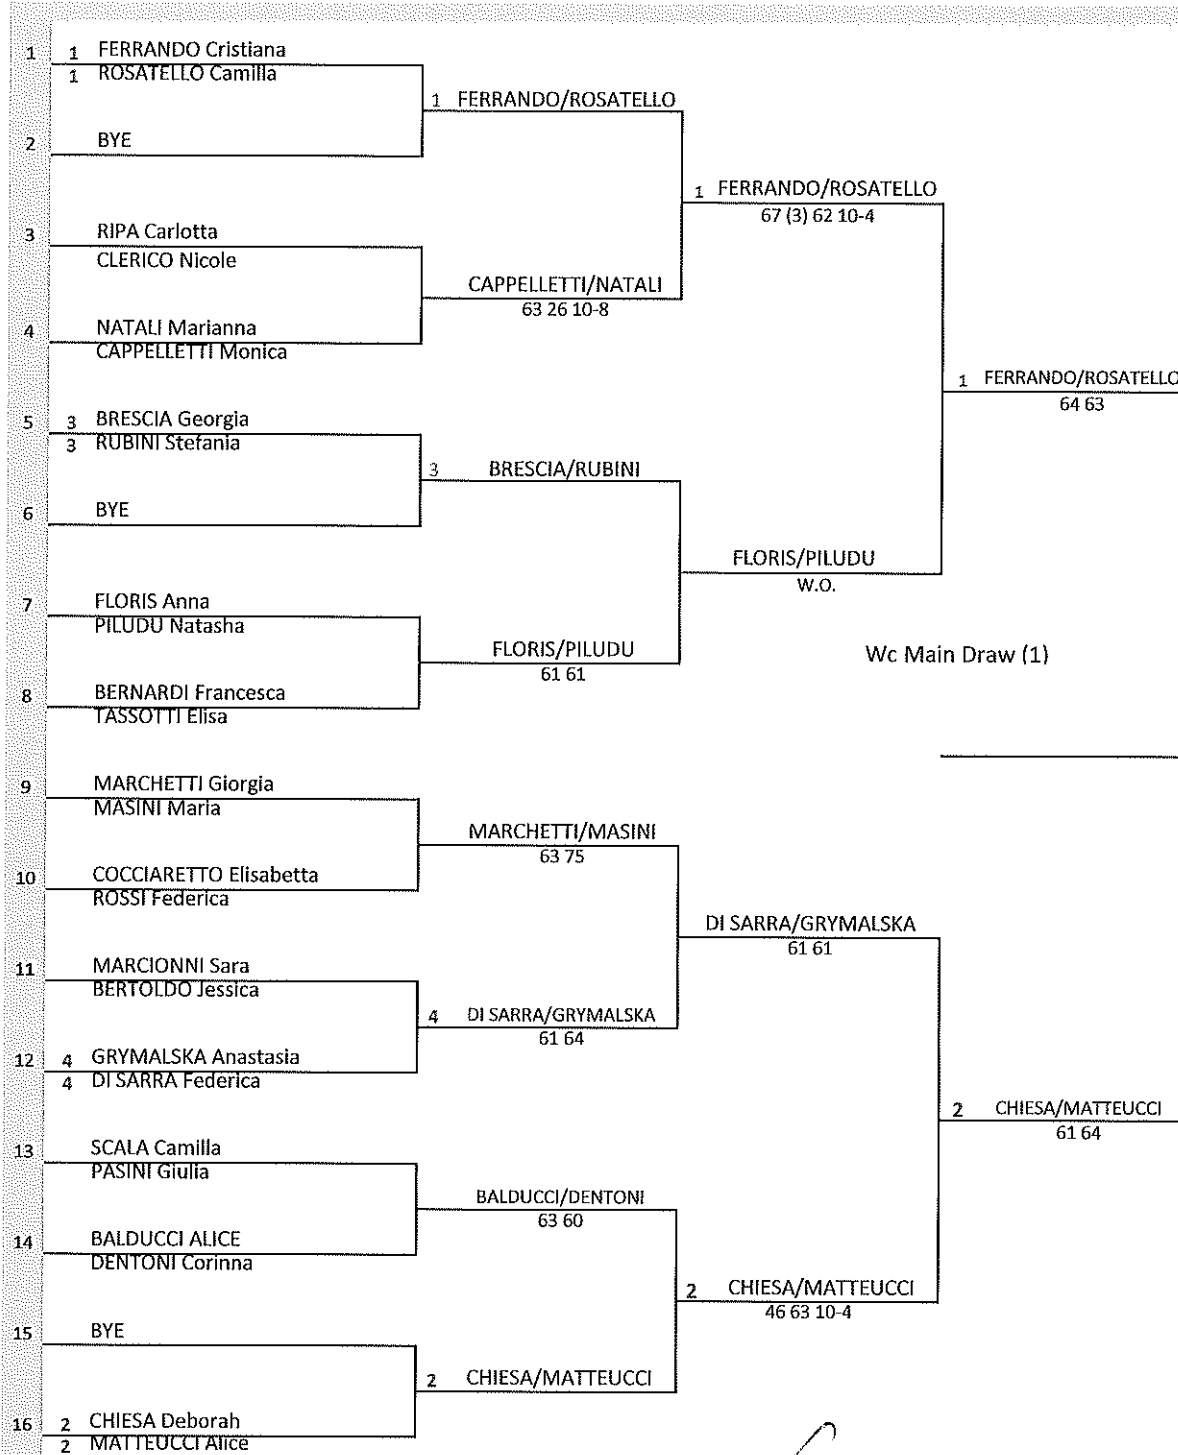 1 1 FERRANDO Cristiana
1 ROSATELLO Camilla
1 FERRANDO/ROSATELLO
2 BYE
1 FERRANDO/ROSATELLO
67 (3) 62 10-4
3 RIPA Carlotta
CLERICO Nicole
CAPPELLETTI/NATALI
63 26 10-8
4 NATALI Marianna
CAPPELLETTI Monica
1 FERRANDO/ROSATELLO
64 63
5 3 BRESCIA Georgia
3 RUBINI Stefania
3 BRESCIA/RUBINI
6 BYE
FLORIS/PILUDU
W.O.
7 FLORIS Anna
PILUDU Natasha
FLORIS/PILUDU
61 61
Wc Main Draw (1)
8 BERNARDI Francesca
TASSOTTI Elisa
9 MARCHETTI Giorgia
MASINI Maria
MARCHETTI/MASINI
63 75
10 COCCIARETTO Elisabetta
ROSSI Federica
DI SARRA/GRYMALSKA
61 61
11 MARCIONNI Sara
BERTOLDO Jessica
4 DI SARRA/GRYMALSKA
61 64
12 4 GRYMALSKA Anastasia
4 DI SARRA Federica
2 CHIESA/MATTEUCCI
61 64
13 SCALA Camilla
PASINI Giulia
BALDUCCI/DENTONI
63 60
14 BALDUCCI ALICE
DENTONI Corinna
2 CHIESA/MATTEUCCI
46 63 10-4
15 BYE
2 CHIESA/MATTEUCCI
16 2 CHIESA Deborah
2 MATTEUCCI Alice